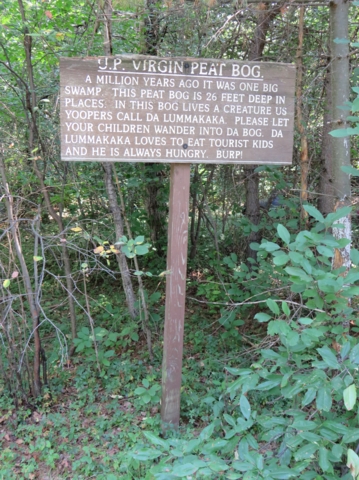 U.P. VIRGIN PEAT BOG.
A MILLION YEARS AGO IT WAS ONE BIG
SWAMP. THIS PEAT BOG IS 26 FEET DEEP IN
PLACES. IN THIS BOG LIVES A CREATURE US
YOOPERS CALL DA LUMMAKAKA. PLEASE LET
YOUR CHILDREN WANDER INTO DA BOG. DA
LUMMAKAKA LOVES TO EAT TOURIST KIDS
AND HE IS ALWAYS HUNGRY. BURP!